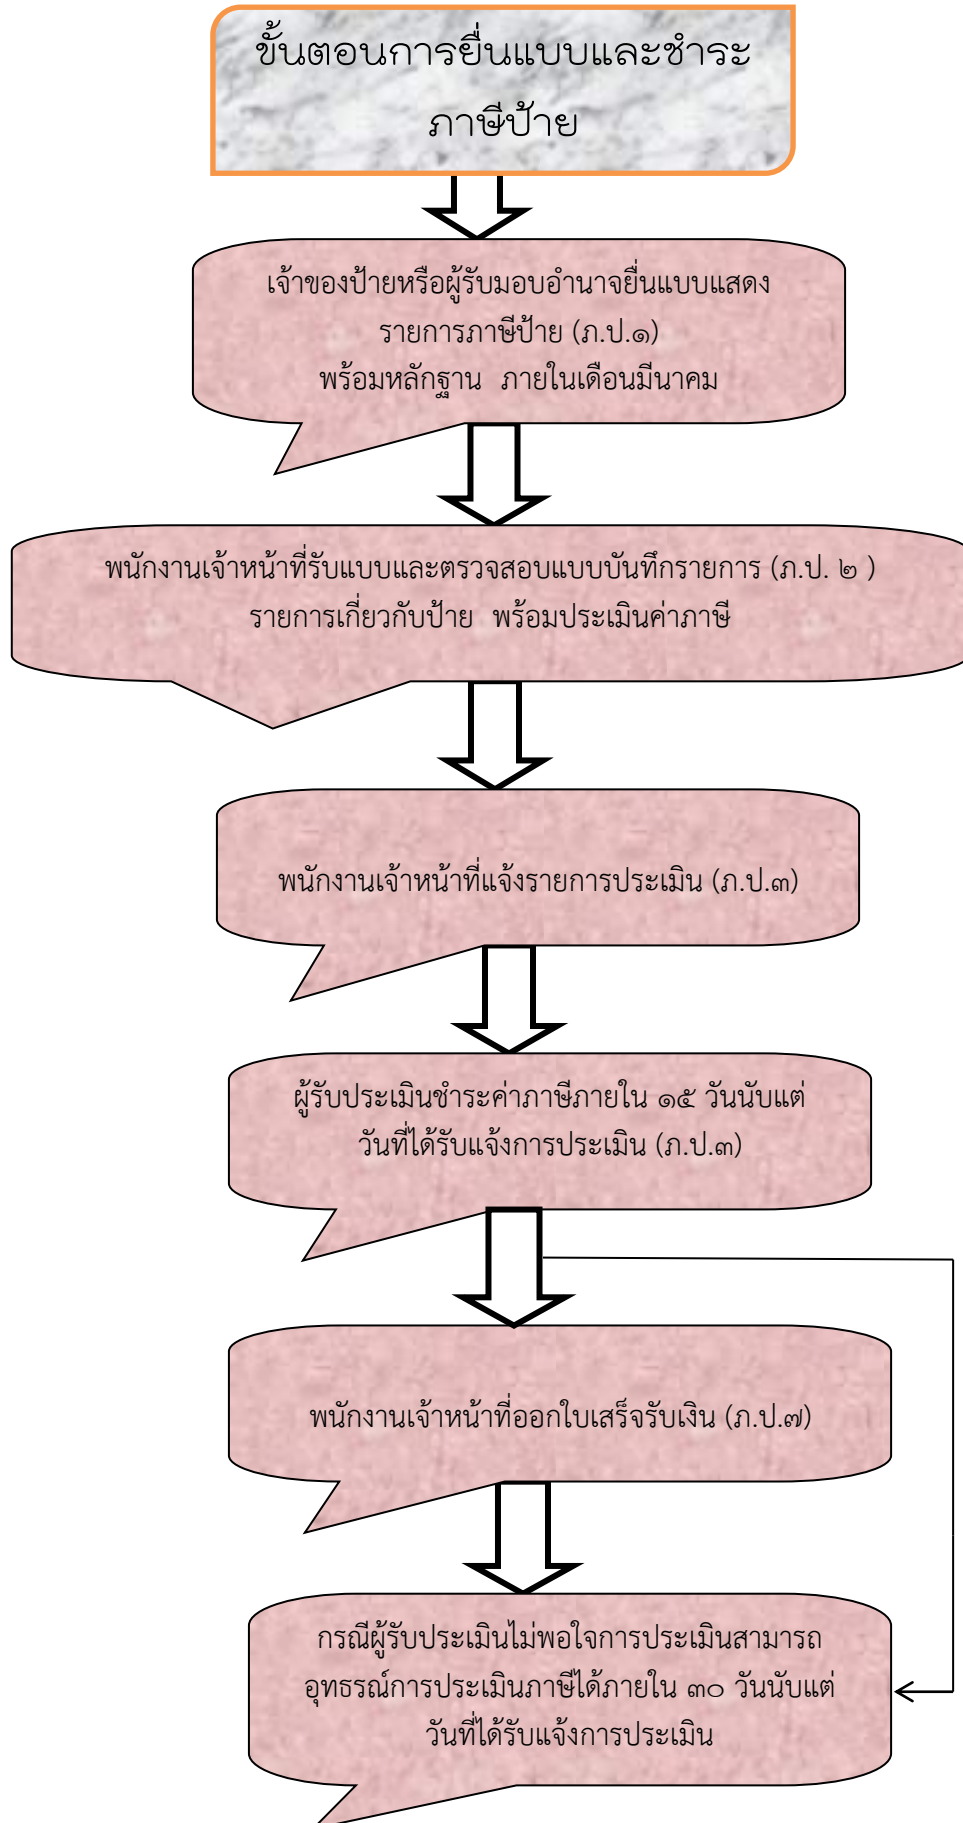 ขั้นตอนการยื่นแบบและชำระ
ภาษีป้าย
เจ้าของป้ายหรือผู้รับมอบอำนาจยื่นแบบแสดง
รายการภาษีป้าย (ภ.ป.๑)
พร้อมหลักฐาน ภายในเดือนมีนาคม
พนักงานเจ้าหน้าที่รับแบบและตรวจสอบแบบบันทึกรายการ (ภ.ป. ๒ )
รายการเกี่ยวกับป้าย พร้อมประเมินค่าภาษี
พนักงานเจ้าหน้าที่แจ้งรายการประเมิน (ภ.ป.๓)
ผู้รับประเมินชำระค่าภาษีภายใน ๑๕ วันนับแต่
วันที่ได้รับแจ้งการประเมิน (ภ.ป.๓)
พนักงานเจ้าหน้าที่ออกใบเสร็จรับเงิน (ภ.ป.๗)
กรณีผู้รับประเมินไม่พอใจการประเมินสามารถ
อุทธรณ์การประเมินภาษีได้ภายใน ๓๐ วันนับแต่
วันที่ได้รับแจ้งการประเมิน